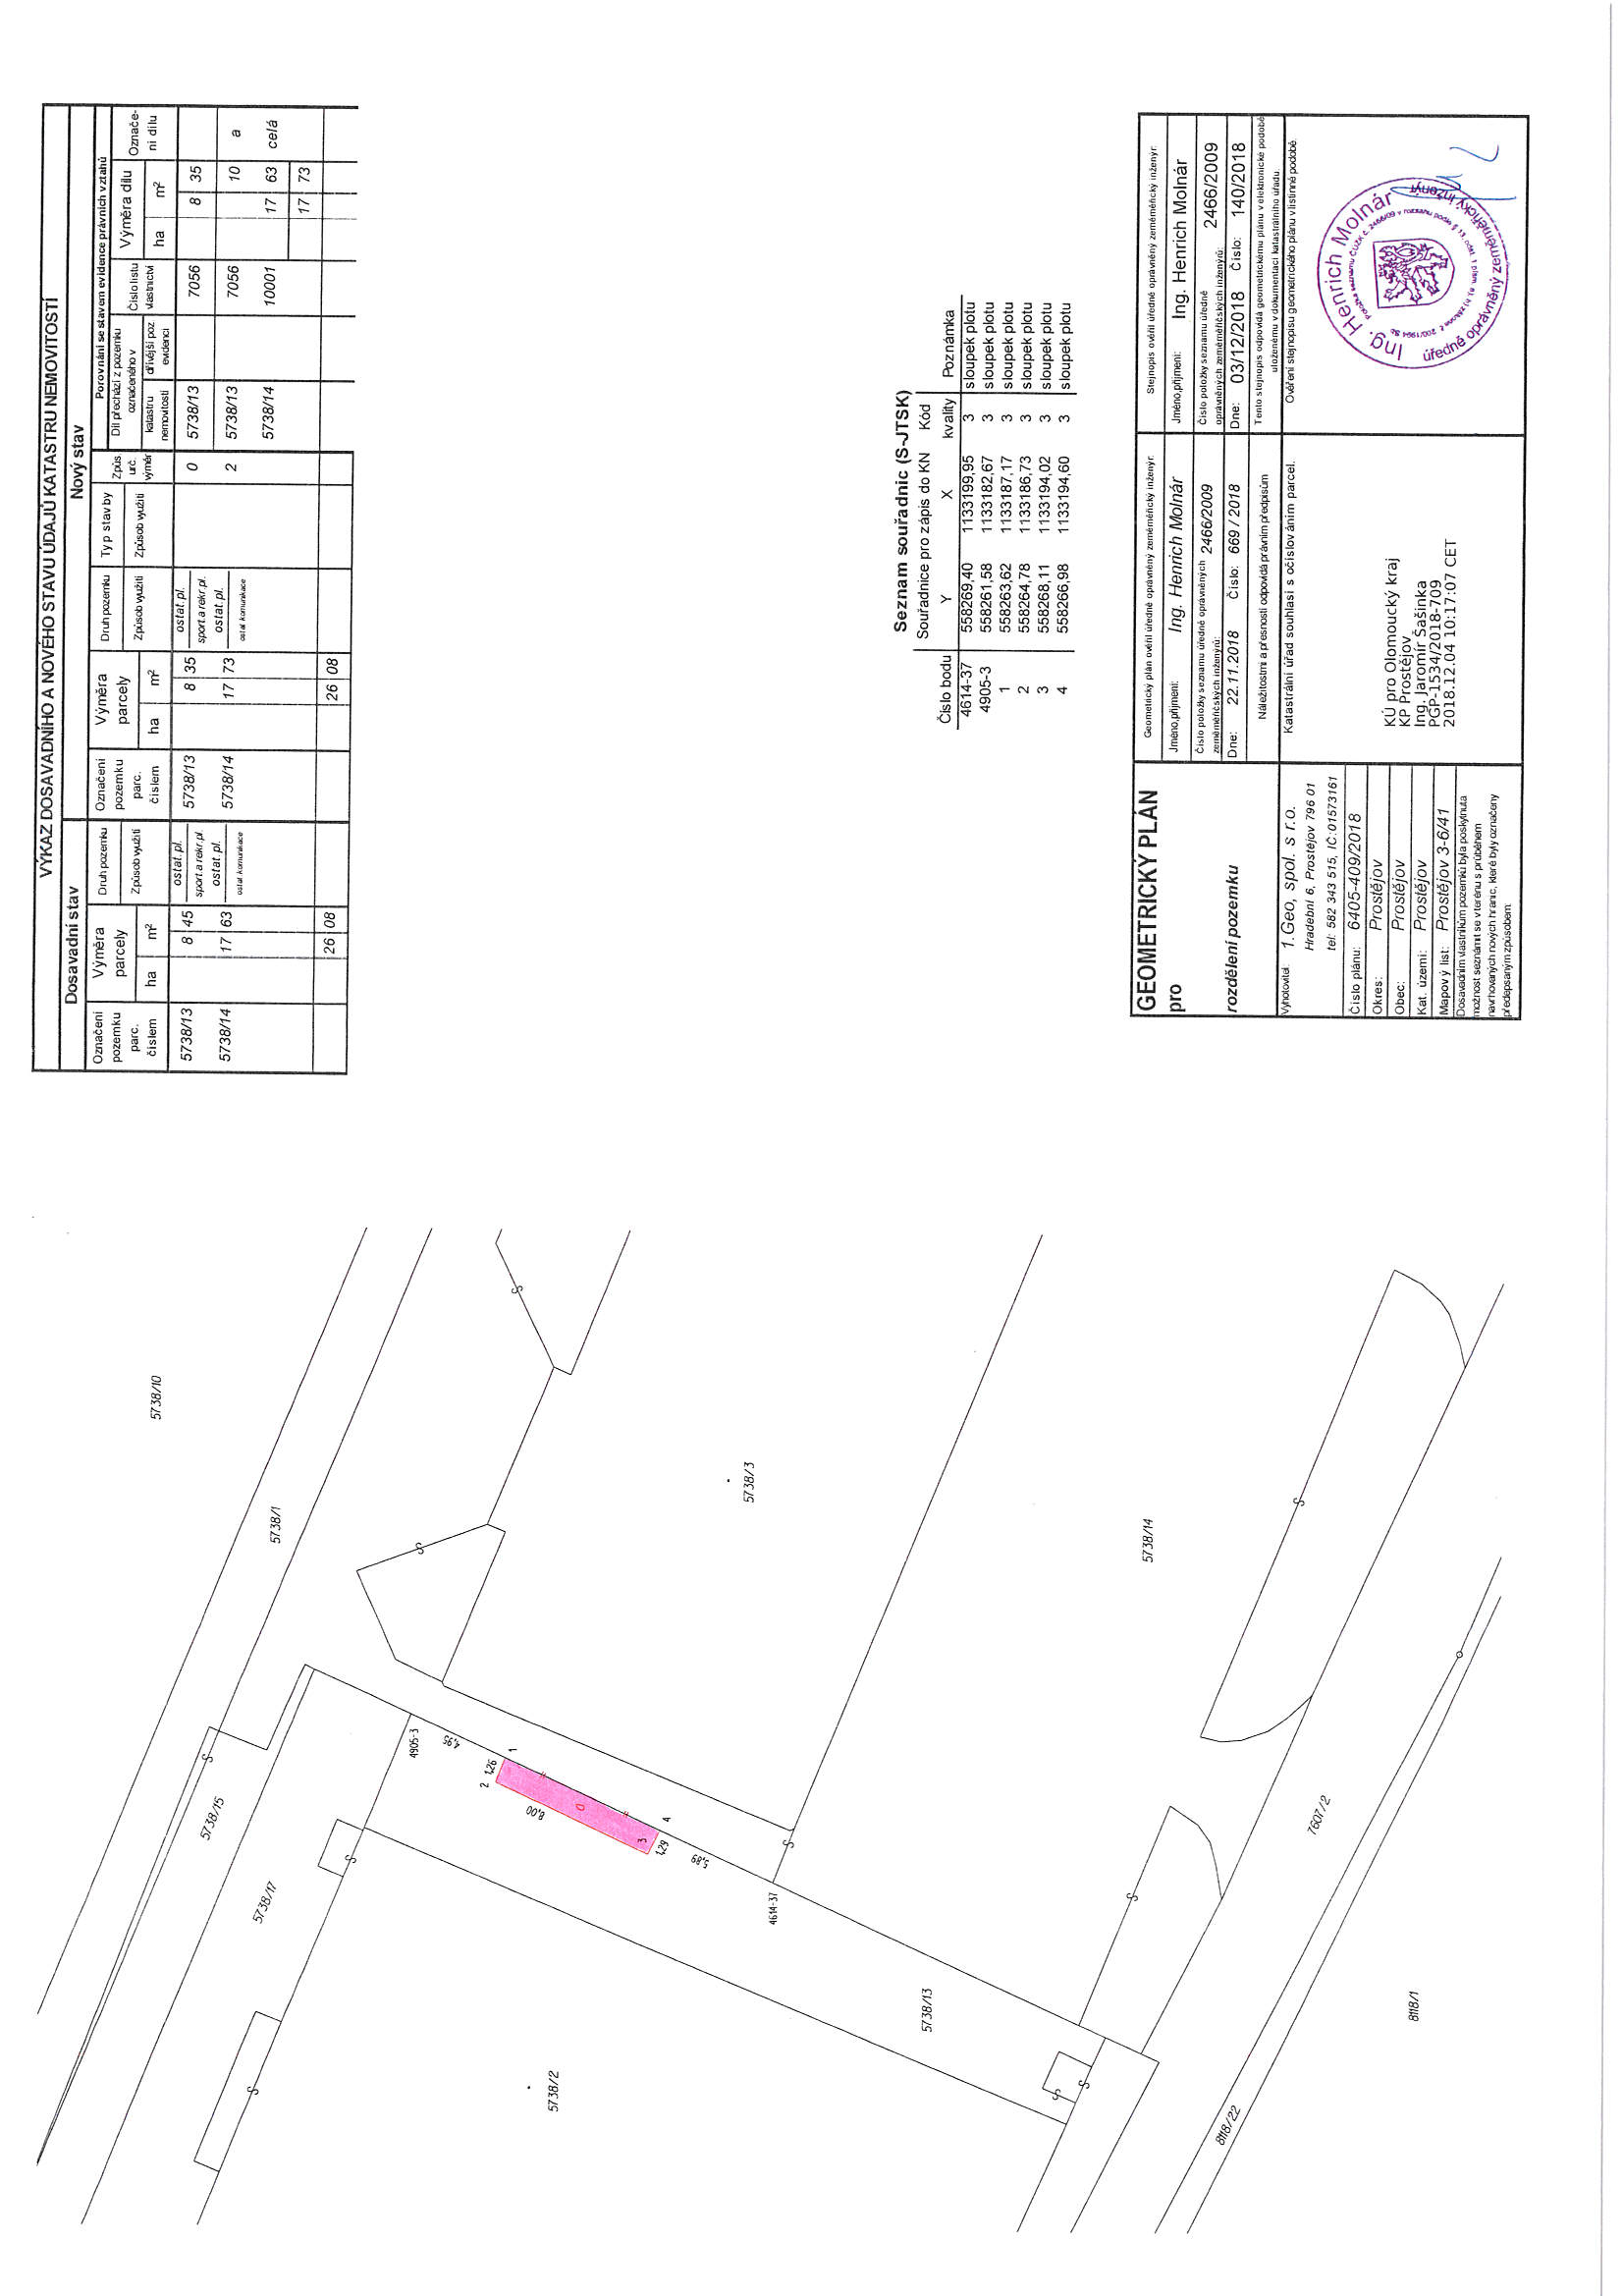 VÝKAZ DOSAVADNÍHO A NOVÉHO STAVU ÚDAJŮ KATASTRU NEMOVITOSTÍ
Dosavadní stav
Nový stav
Označení pozemku parc. číslem
Výměra parcely
ha
m²
Druh pozemku
Způsob využití
Označení pozemku parc. číslem
Výměra parcely
ha
m²
Druh pozemku
Způsob využití
Typ stavby
Způsob využití
Způs. urč. výměr
Porovnání se stavem evidence právních vztahů
Díl přechází z pozemku označeného v
katastru nemovitostí
dřívější poz. evidenci
Číslo listu vlastnictví
Výměra dílu
ha
m²
Označe-
ní dílu
5738/13 8 45 ostat.pl. sport a rekr.pl. 5738/13 8 35 ostat.pl. sport a rekr.pl. 0 5738/13 7056 8 35
5738/14 17 63 ostat.pl. ostat.komunikace 5738/14 17 73 ostat.pl. ostat.komunikace 2 5738/13 7056 10 a
5738/14 10001 17 63 celá
17 73
26 08 26 08
Seznam souřadnic (S-JTSK)
Souřadnice pro zápis do KN Kód
Číslo bodu Y X kvality Poznámka
4614-37 558269,40 1133199,95 3 sloupek plotu
4905-3 558261,58 1133182,67 3 sloupek plotu
1 558263,62 1133187,17 3 sloupek plotu
2 558264,78 1133186,73 3 sloupek plotu
3 558268,11 1133194,02 3 sloupek plotu
4 558266,98 1133194,60 3 sloupek plotu
GEOMETRICKÝ PLÁN
pro
rozdělení pozemku
Vyhotovitel: 1.Geo, spol. s r.o.
Hradební 6, Prostějov 796 01
tel: 582 343 515, IČ:01573161
Číslo plánu: 6405-409/2018
Okres: Prostějov
Obec: Prostějov
Kat. území: Prostějov
Mapový list: Prostějov 3-6/41
Dosavadním vlastníkům pozemků byla poskytnuta
možnost seznámit se v terénu s průběhem
navrhovaných nových hranic, které byly označeny
předepsaným způsobem:
Geometrický plán ověřil úředně oprávněný zeměměřický inženýr:
Jméno,příjmení: Ing. Henrich Molnár
Číslo položky seznamu úředně oprávněných
zeměměřických inženýrů: 2466/2009
Dne: 22.11.2018 Číslo: 669 / 2018
Náležitostmi a přesností odpovídá právním předpisům
Katastrální úřad souhlasí s očíslováním parcel.
KÚ pro Olomoucký kraj
KP Prostějov
Ing. Jaromír Šašinka
PGP-1534/2018-709
2018.12.04 10:17:07 CET
Stejnopis ověřil úředně oprávněný zeměměřický inženýr:
Jméno,příjmení: Ing. Henrich Molnár
Číslo položky seznamu úředně
oprávněných zeměměřických inženýrů: 2466/2009
Dne: 03/12/2018 Číslo: 140/2018
Tento stejnopis odpovídá geometrickému plánu v elektronické podobě
uloženému v dokumentaci katastrálního úřadu.
Ověření stejnopisu geometrického plánu v listinné podobě.
Ing. Henrich Molnár
úředně oprávněný zeměměřický inženýr
5738/10
5738/1
5738/3
5738/14
5738/15
5738/17
5738/2
5738/13
7607/2
8118/22
8118/1
4905-3
4,95
1
1,26
2
8,00
a
3
4
1,29
5,89
4614-37